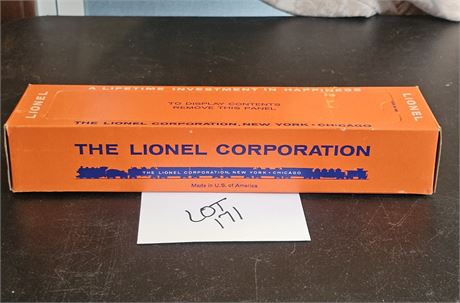 A LIFETIME INVESTMENT IN HAPPINESS
LIONEL
LIONEL
TO DISPLAY CONTENTS
REMOVE THIS PANEL
THE LIONEL CORPORATION, NEW YORK • CHICAGO
THE LIONEL CORPORATION
THE LIONEL CORPORATION, NEW YORK • CHICAGO
Made in U.S. of America
LOT
171